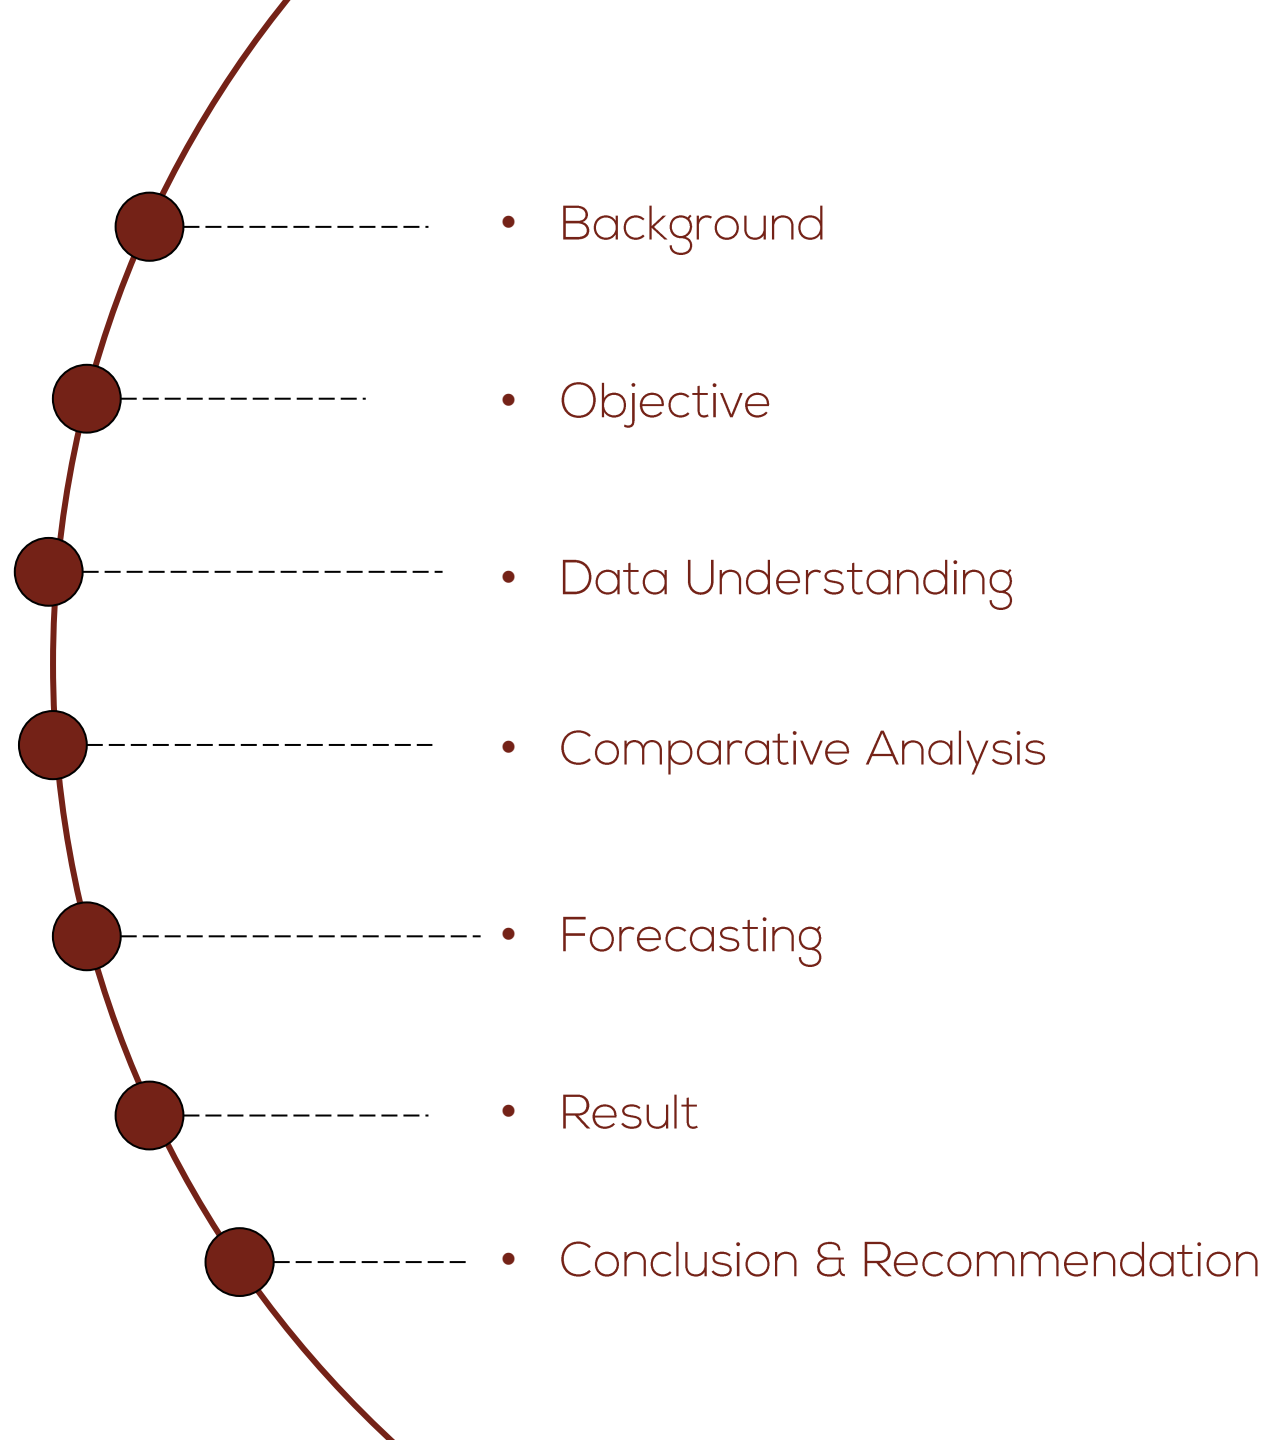 • Background
• Objective
• Data Understanding
• Comparative Analysis
• Forecasting
• Result
• Conclusion & Recommendation